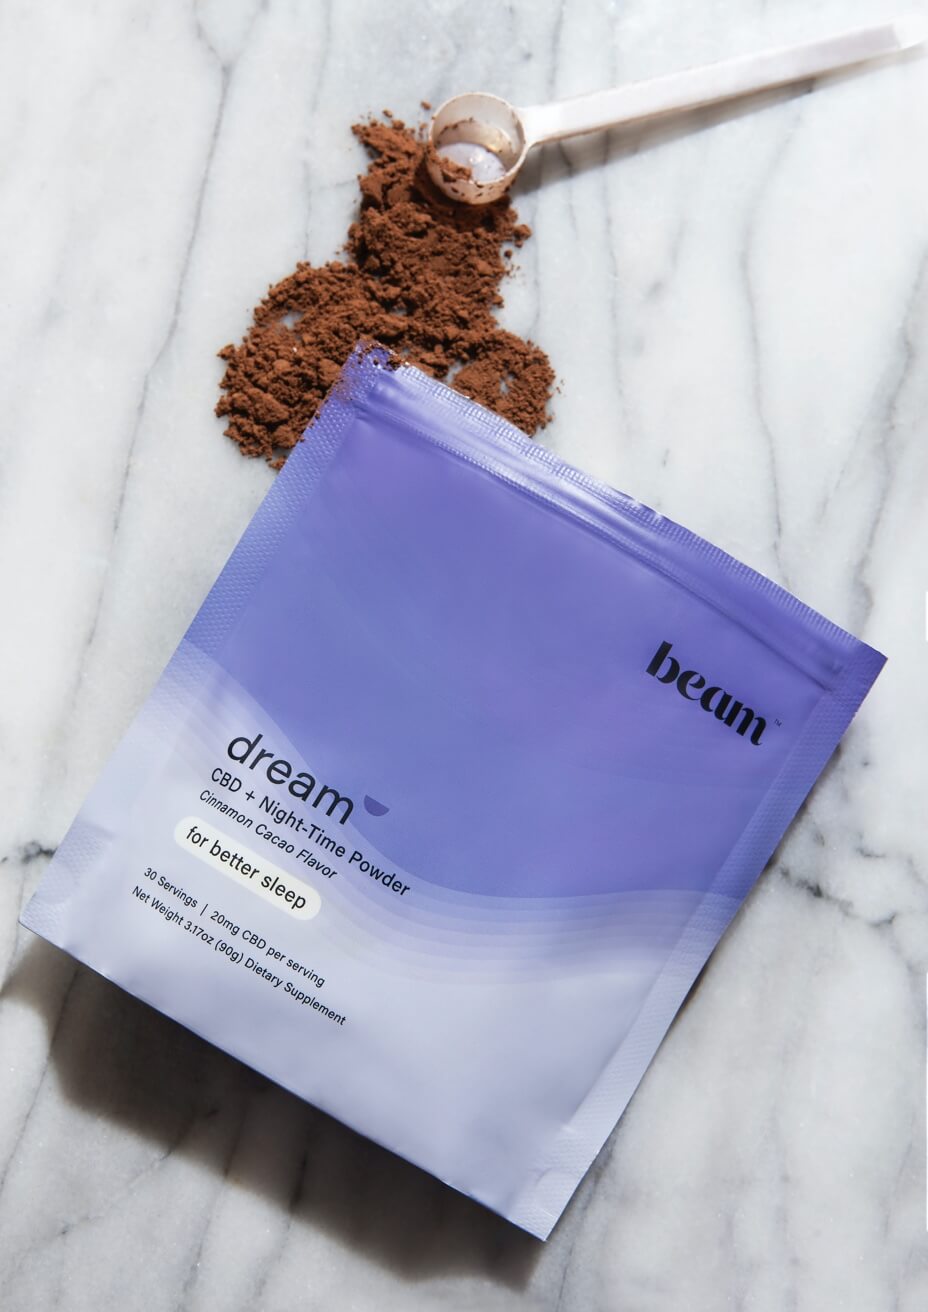 beam™
dream
CBD + Night-Time Powder
Cinnamon Cacao Flavor
for better sleep
30 Servings | 20mg CBD per serving
Net Weight 3.17oz (90g) Dietary Supplement